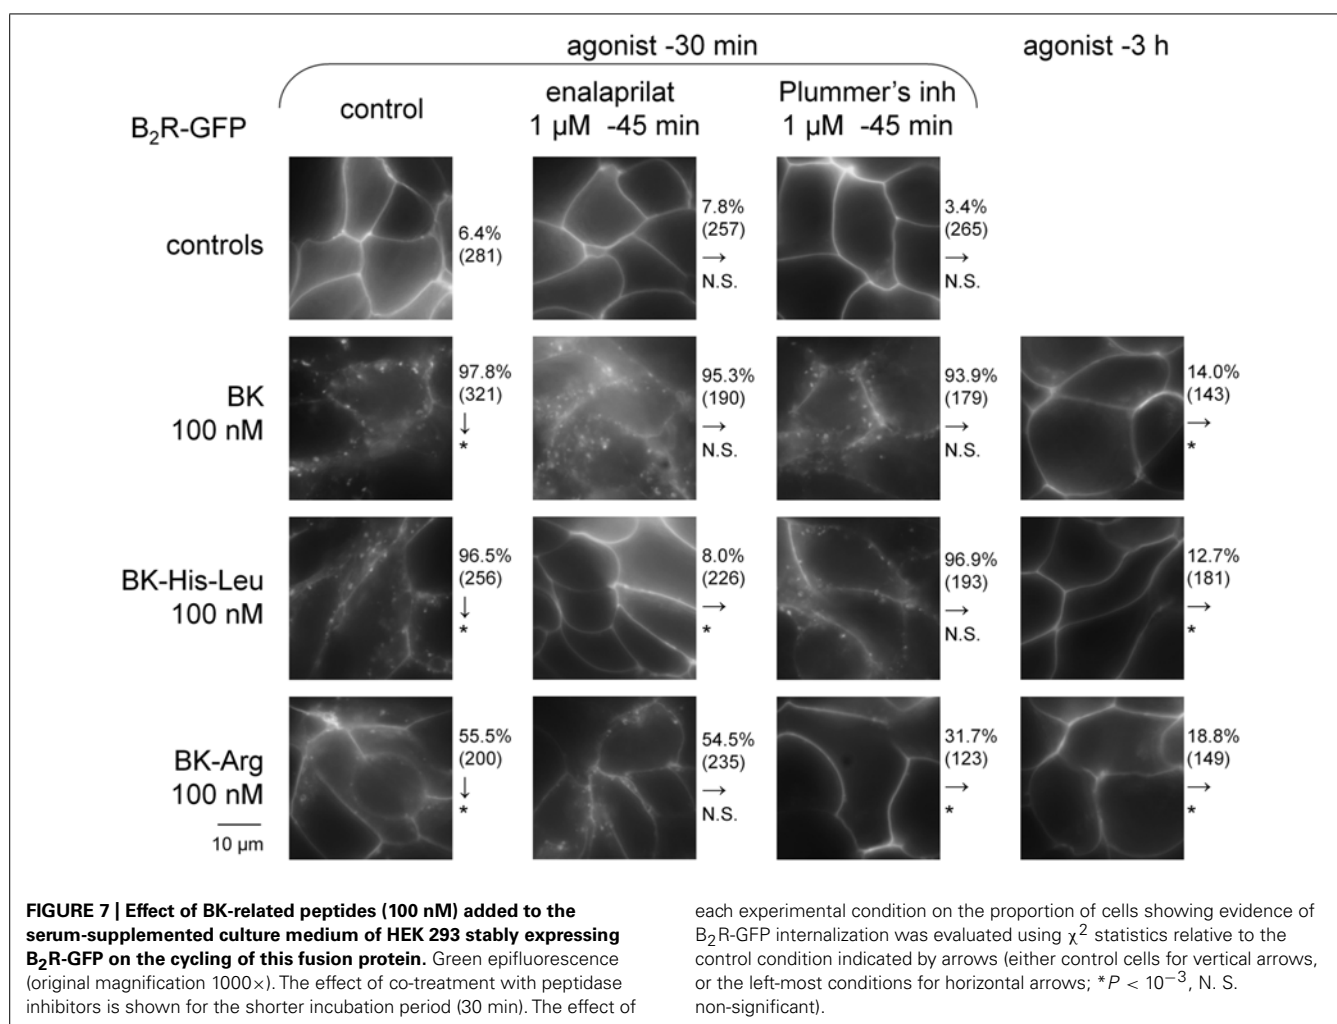 agonist -30 min
agonist -3 h
B₂R-GFP
control
enalaprilat
1 µM -45 min
Plummer's inh
1 µM -45 min
controls
6.4%
(281)
7.8%
(257)
→
N.S.
3.4%
(265)
→
N.S.
BK
100 nM
97.8%
(321)
↓
*
95.3%
(190)
→
N.S.
93.9%
(179)
→
N.S.
14.0%
(143)
→
*
BK-His-Leu
100 nM
96.5%
(256)
↓
*
8.0%
(226)
→
*
96.9%
(193)
→
N.S.
12.7%
(181)
→
*
BK-Arg
100 nM
55.5%
(200)
↓
*
54.5%
(235)
→
N.S.
31.7%
(123)
→
*
18.8%
(149)
→
*
10 µm
FIGURE 7 | Effect of BK-related peptides (100 nM) added to the
serum-supplemented culture medium of HEK 293 stably expressing
B₂R-GFP on the cycling of this fusion protein. Green epifluorescence
(original magnification 1000×). The effect of co-treatment with peptidase
inhibitors is shown for the shorter incubation period (30 min). The effect of
each experimental condition on the proportion of cells showing evidence of
B₂R-GFP internalization was evaluated using χ² statistics relative to the
control condition indicated by arrows (either control cells for vertical arrows,
or the left-most conditions for horizontal arrows; *P < 10⁻³, N. S.
non-significant).